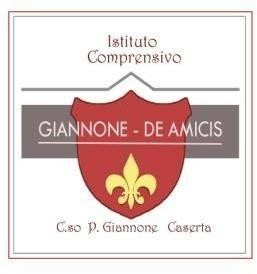 Istituto
Comprensivo
GIANNONE - DE AMICIS
C.so P. Giannone Caserta